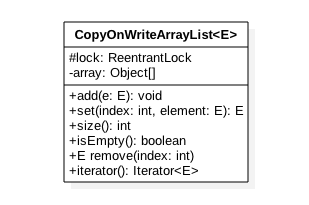 CopyOnWriteArrayList<E>
#lock: ReentrantLock
-array: Object[]
+add(e: E): void
+set(index: int, element: E): E
+size(): int
+isEmpty(): boolean
+E remove(index: int)
+iterator(): Iterator<E>